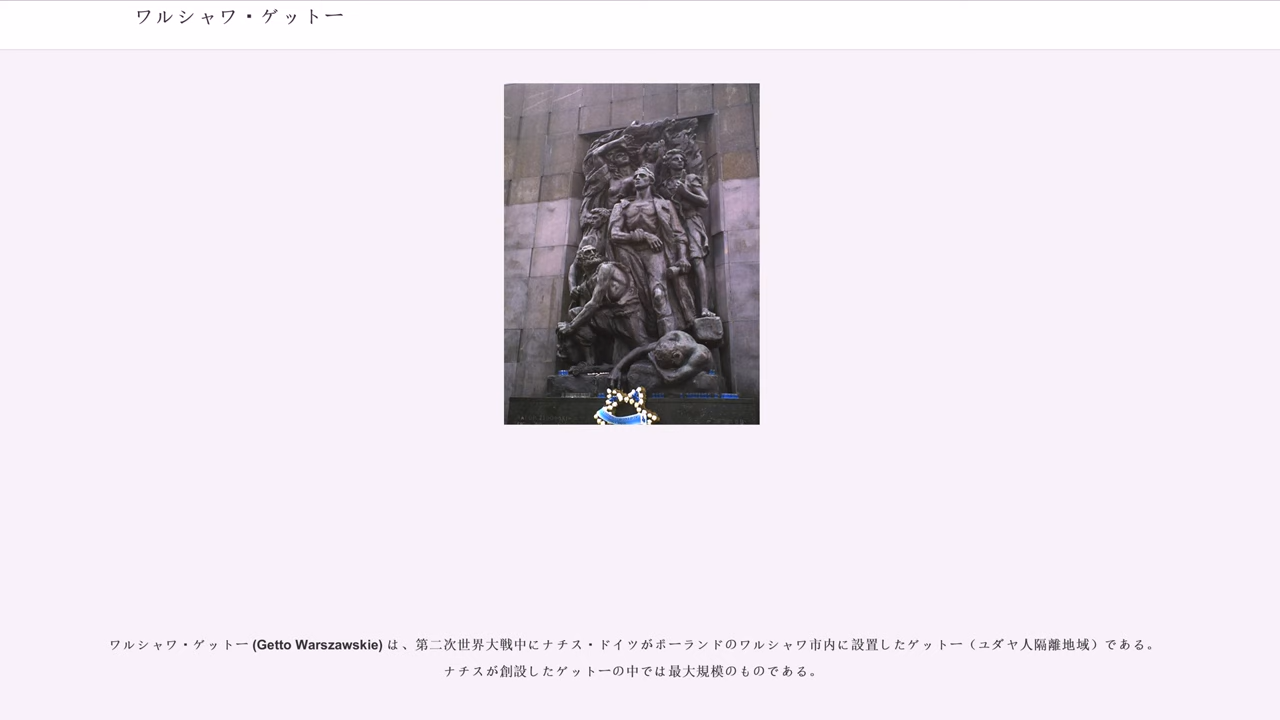 ワルシャワ・ゲットー
ワルシャワ・ゲットー (Getto Warszawskie) は、第二次世界大戦中にナチス・ドイツがポーランドのワルシャワ市内に設置したゲットー（ユダヤ人隔離地域）である。
ナチスが創設したゲットーの中では最大規模のものである。